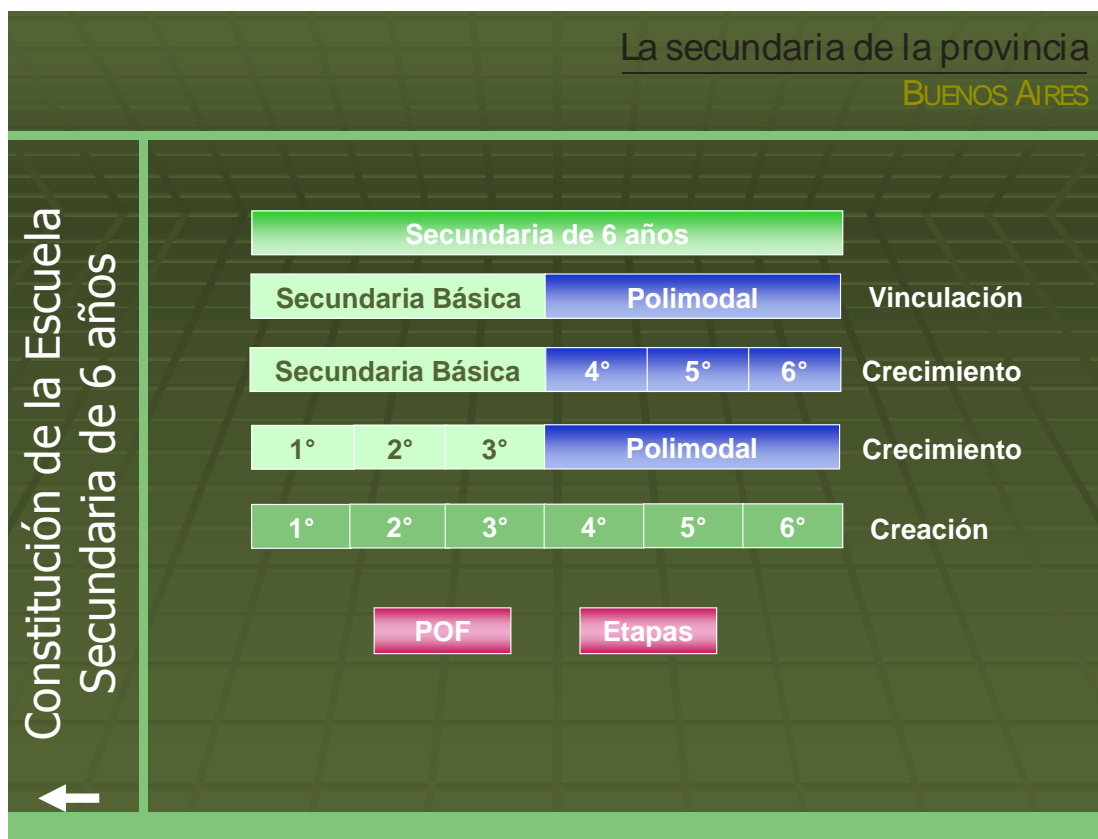 La secundaria de la provincia
BUENOS AIRES
Constitución de la Escuela
Secundaria de 6 años
Secundaria de 6 años
Secundaria Básica Polimodal Vinculación
Secundaria Básica 4° 5° 6° Crecimiento
1° 2° 3° Polimodal Crecimiento
1° 2° 3° 4° 5° 6° Creación
POF Etapas